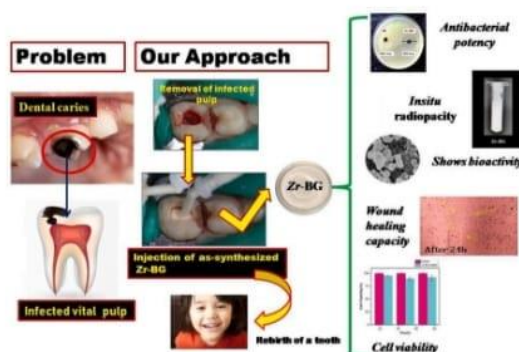 Problem
Our Approach
Dental caries
Infected vital pulp
Removal of infected
pulp
Injection of as-synthesized
Zr-BG
Rebirth of a tooth
Zr-BG
Antibacterial
potency
Insitu
radiopacity
Shows bioactivity
Wound
healing
capacity
After 24h
Cell viability